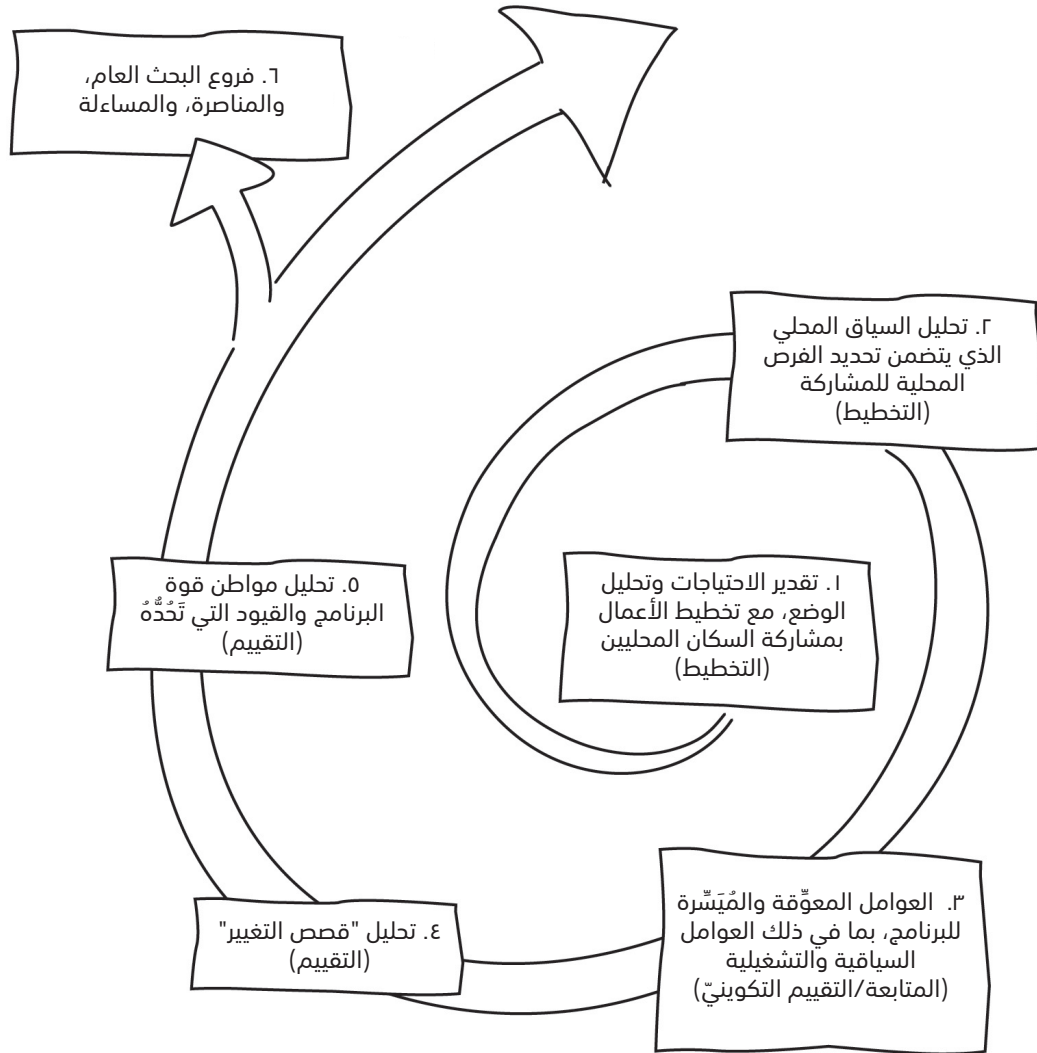 ١. تقدير الاحتياجات وتحليل
الوضع، مع تخطيط الأعمال
بمشاركة السكان المحليين
(التخطيط)
٢. تحليل السياق المحلي
الذي يتضمن تحديد الفرص
المحلية للمشاركة
(التخطيط)
٣. العوامل المعوِّقة والمُيَسِّرة
للبرنامج، بما في ذلك العوامل
السياقية والتشغيلية
(المتابعة/التقييم التكوينيّ)
٤. تحليل "قصص التغيير"
(التقييم)
٥. تحليل مواطن قوة
البرنامج والقيود التي تَحُدُّهُ
(التقييم)
٦. فروع البحث العام،
والمناصرة، والمساءلة